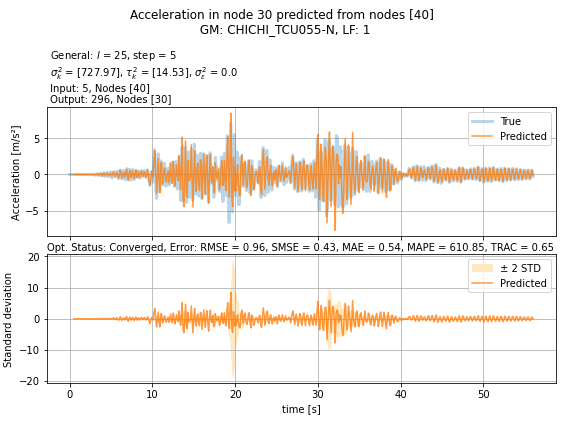 Acceleration in node 30 predicted from nodes [40]
GM: CHICHI_TCU055-N, LF: 1
General: l = 25, step = 5
σ²ₖ = [727.97], τ²ₖ = [14.53], σ²ε = 0.0
Input: 5, Nodes [40]
Output: 296, Nodes [30]
True
Predicted
Acceleration [m/s²]
5
0
−5
Opt. Status: Converged, Error: RMSE = 0.96, SMSE = 0.43, MAE = 0.54, MAPE = 610.85, TRAC = 0.65
± 2 STD
Predicted
Standard deviation
20
10
0
−10
−20
0 10 20 30 40 50
time [s]